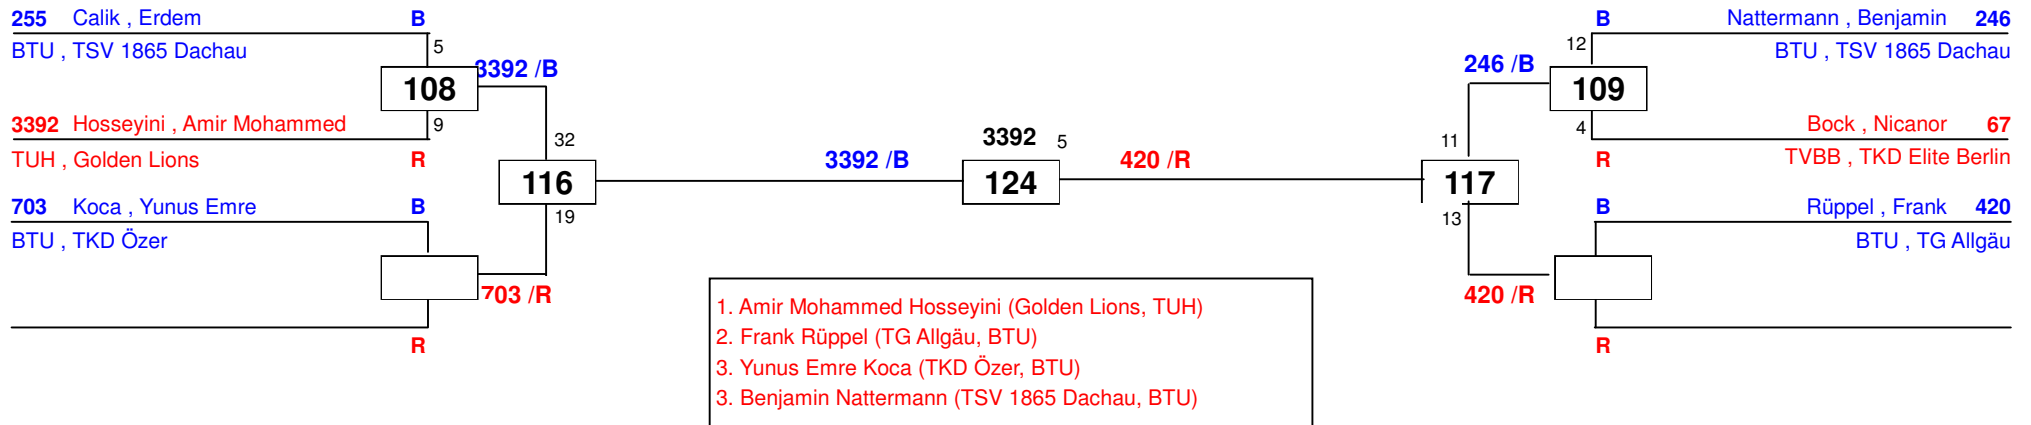 255 Calik , Erdem B
BTU , TSV 1865 Dachau
5
3392 /B
108
3392 Hosseyini , Amir Mohammed
9
TUH , Golden Lions R
32
116
19
703 Koca , Yunus Emre B
BTU , TKD Özer
703 /R
R
3392 /B
3392 5
124
420 /R
B Nattermann , Benjamin 246
12
BTU , TSV 1865 Dachau
246 /B
109
4
Bock , Nicanor 67
R TVBB , TKD Elite Berlin
11
117
13
B Rüppel , Frank 420
BTU , TG Allgäu
420 /R
R
1. Amir Mohammed Hosseyini (Golden Lions, TUH)
2. Frank Rüppel (TG Allgäu, BTU)
3. Yunus Emre Koca (TKD Özer, BTU)
3. Benjamin Nattermann (TSV 1865 Dachau, BTU)